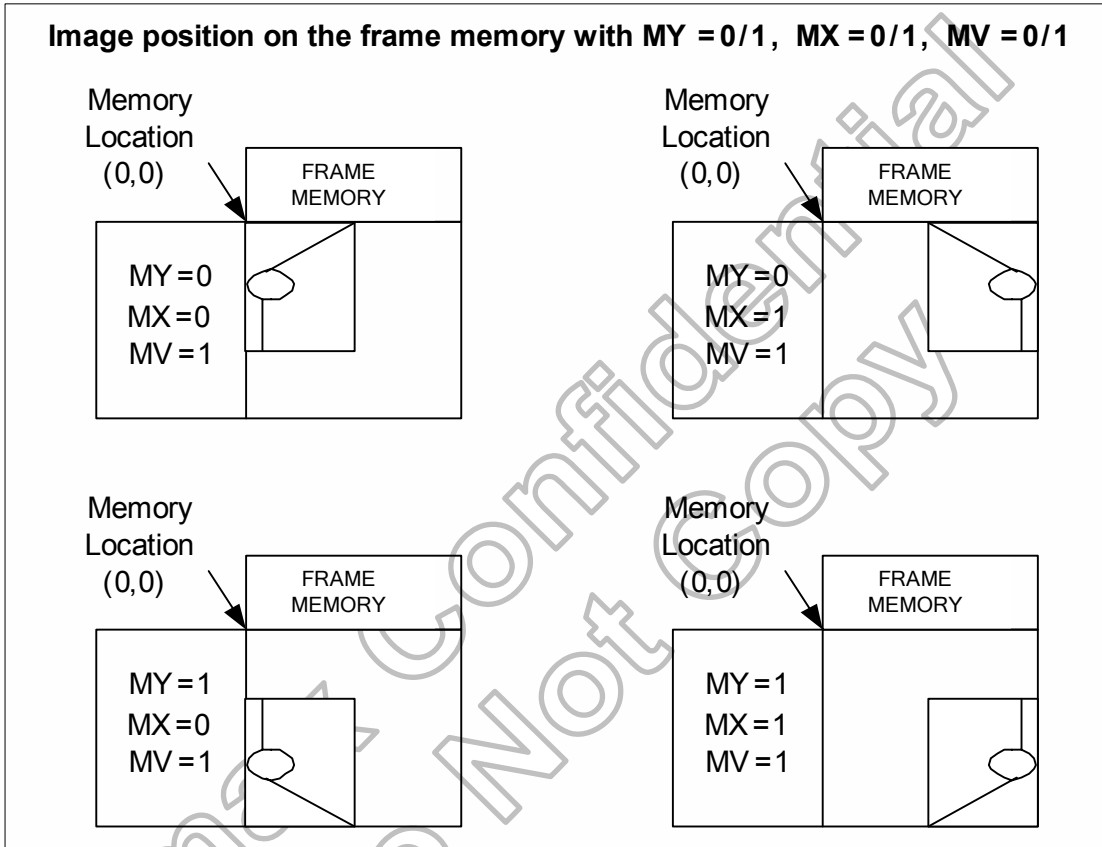 Image position on the frame memory with MY =0/1, MX =0/1, MV =0/1
Memory
Location
(0,0)
FRAME
MEMORY
MY=0
MX=0
MV=1
Memory
Location
(0,0)
FRAME
MEMORY
MY=0
MX=1
MV=1
Memory
Location
(0,0)
FRAME
MEMORY
MY=1
MX=0
MV=1
Memory
Location
(0,0)
FRAME
MEMORY
MY=1
MX=1
MV=1
Confidential
Not Copy